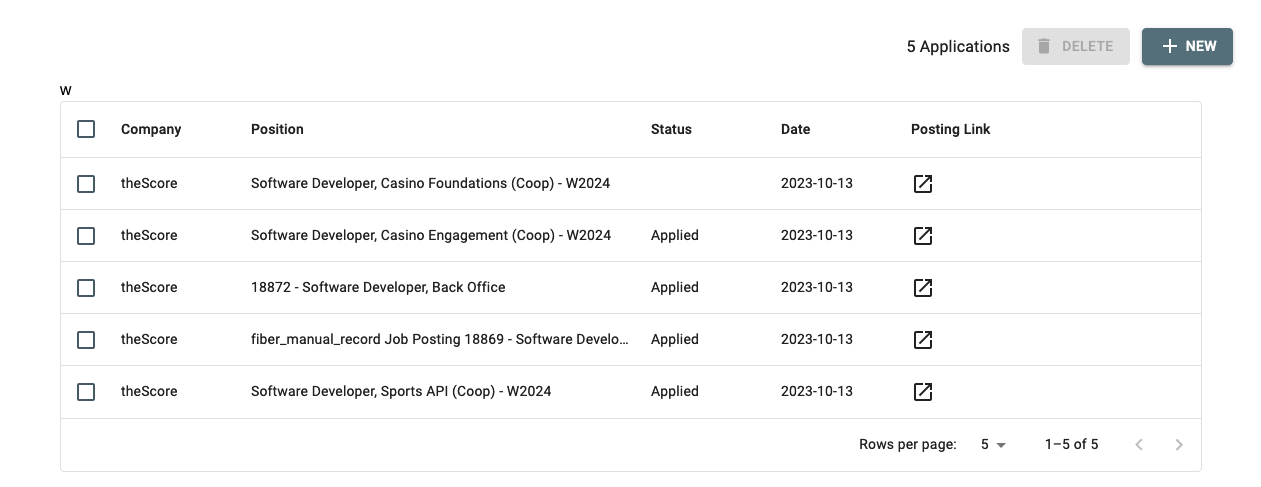 5 Applications DELETE NEW
w
Company Position Status Date Posting Link
theScore Software Developer, Casino Foundations (Coop) - W2024 2023-10-13
theScore Software Developer, Casino Engagement (Coop) - W2024 Applied 2023-10-13
theScore 18872 - Software Developer, Back Office Applied 2023-10-13
theScore fiber_manual_record Job Posting 18869 - Software Develo... Applied 2023-10-13
theScore Software Developer, Sports API (Coop) - W2024 Applied 2023-10-13
Rows per page: 5 1–5 of 5